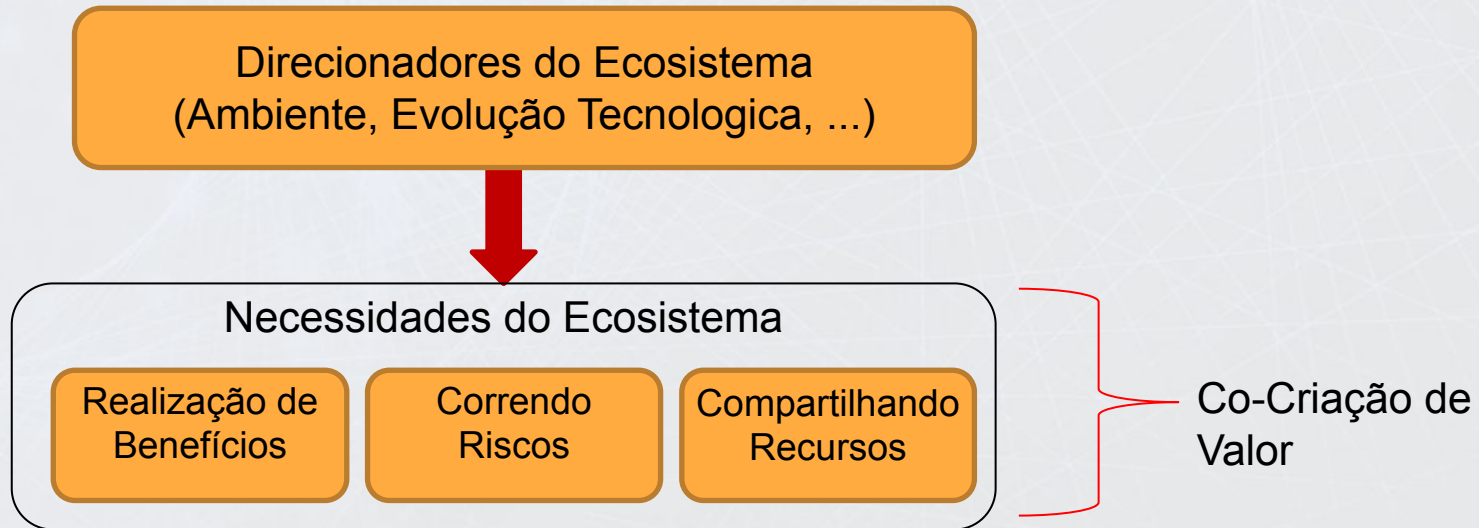 Direcionadores do Ecosistema
(Ambiente, Evolução Tecnologica, ...)
Necessidades do Ecosistema
Realização de
Benefícios
Correndo
Riscos
Compartilhando
Recursos
Co-Criação de
Valor